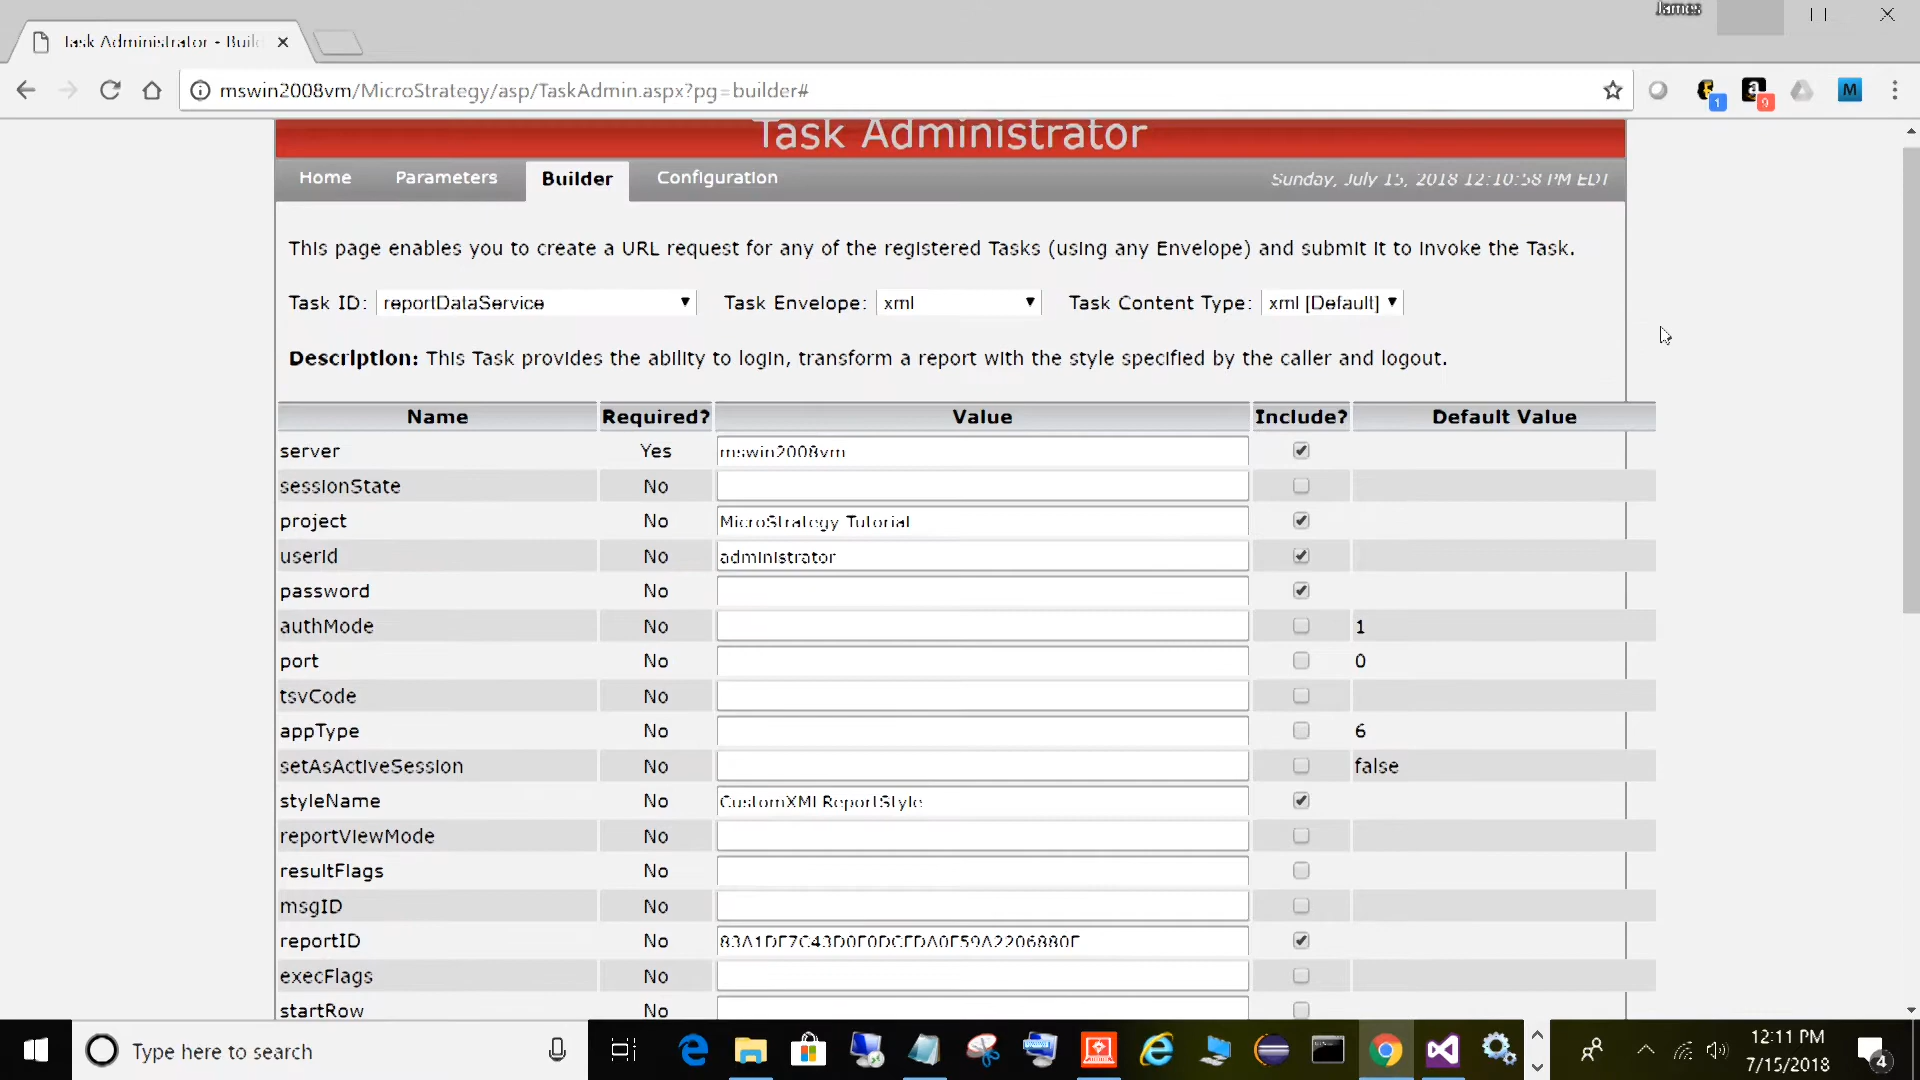 James
Task Administrator - Build
mswin2008vm/MicroStrategy/asp/TaskAdmin.aspx?pg=builder#
1
9
M
Task Administrator
Home Parameters Builder Configuration Sunday, July 15, 2018 12:10:58 PM EDT
This page enables you to create a URL request for any of the registered Tasks (using any Envelope) and submit it to invoke the Task.
Task ID: reportDataService Task Envelope: xml Task Content Type: xml [Default]
Description: This Task provides the ability to login, transform a report with the style specified by the caller and logout.
Name Required? Value Include? Default Value
server Yes mswin2008vm
sessionState No
project No MicroStrategy Tutorial
userid No administrator
password No
authMode No 1
port No 0
tsvCode No
appType No 6
setAsActiveSession No false
styleName No CustomXMLReportStyle
reportViewMode No
resultFlags No
msgID No
reportID No
execFlags No
startRow No
Type here to search
12:11 PM
7/15/2018
4